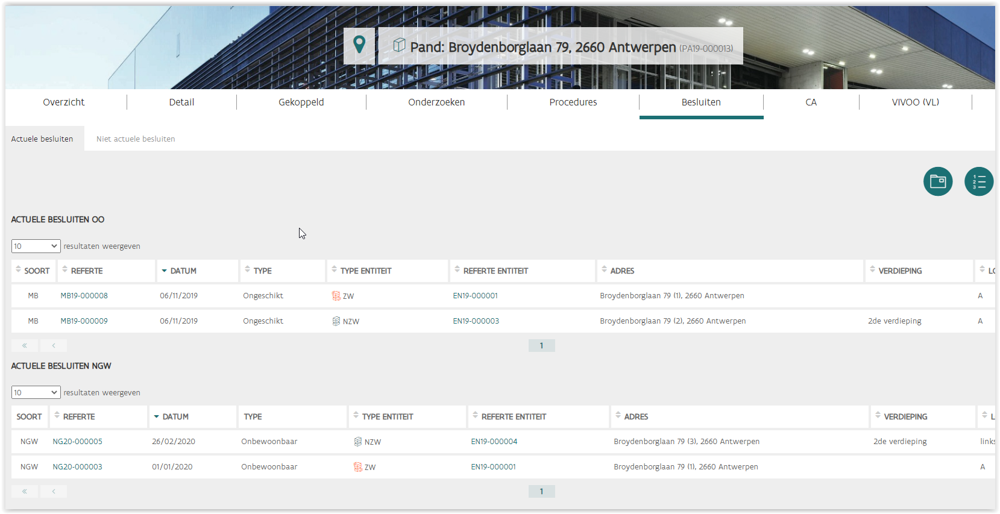 Pand: Broydenborglaan 79, 2660 Antwerpen (PA19-000013)
Overzicht Detail Gekoppeld Onderzoeken Procedures Besluiten CA VIVOO (VL)
Actuele besluiten Niet actuele besluiten
1 2 3
ACTUELE BESLUITEN OO
10 resultaten weergeven
SOORT REFERTE DATUM TYPE TYPE ENTITEIT REFERTE ENTITEIT ADRES VERDIEPING LO
MB MB19-000008 06/11/2019 Ongeschikt ZW EN19-000001 Broydenborglaan 79 (1), 2660 Antwerpen A
MB MB19-000009 06/11/2019 Ongeschikt NZW EN19-000003 Broydenborglaan 79 (2), 2660 Antwerpen 2de verdieping A
« ‹ 1
ACTUELE BESLUITEN NGW
10 resultaten weergeven
SOORT REFERTE DATUM TYPE TYPE ENTITEIT REFERTE ENTITEIT ADRES VERDIEPING L
NGW NG20-000005 26/02/2020 Onbewoonbaar NZW EN19-000004 Broydenborglaan 79 (3), 2660 Antwerpen 2de verdieping links
NGW NG20-000003 01/01/2020 Onbewoonbaar ZW EN19-000001 Broydenborglaan 79 (1), 2660 Antwerpen A
« ‹ 1